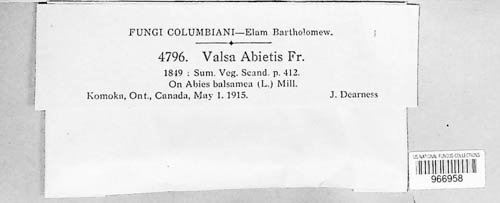 FUNGI COLUMBIANI—Elam Bartholomew.
4796. Valsa Abietis Fr.
1849 : Sum. Veg. Scand. p. 412.
On Abies balsamea (L.) Mill.
Komoka, Ont., Canada, May 1. 1915. J. Dearness
US NATIONAL FUNGUS COLLECTIONS
966958